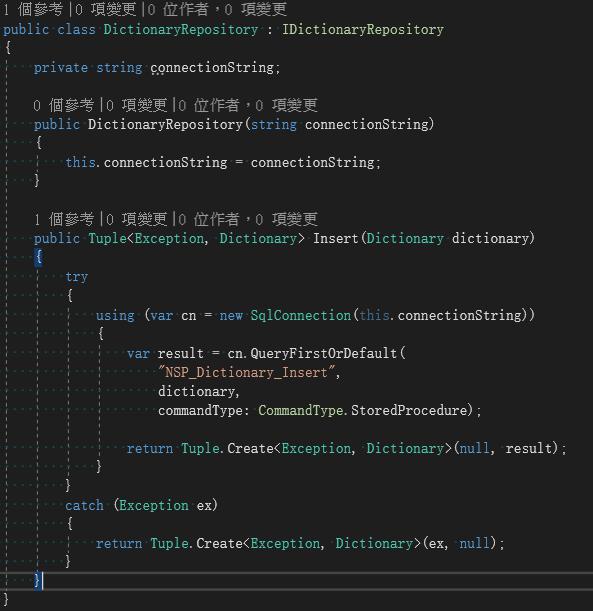 1 個參考|0 項變更|0 位作者，0 項變更
public class DictionaryRepository : IDictionaryRepository
{
private string connectionString;
0 個參考|0 項變更|0 位作者，0 項變更
public DictionaryRepository(string connectionString)
{
this.connectionString = connectionString;
}
1 個參考|0 項變更|0 位作者，0 項變更
public Tuple<Exception, Dictionary> Insert(Dictionary dictionary)
{
try
{
using (var cn = new SqlConnection(this.connectionString))
{
var result = cn.QueryFirstOrDefault(
"NSP_Dictionary_Insert",
dictionary,
commandType: CommandType.StoredProcedure);
return Tuple.Create<Exception, Dictionary>(null, result);
}
}
catch (Exception ex)
{
return Tuple.Create<Exception, Dictionary>(ex, null);
}
}
}